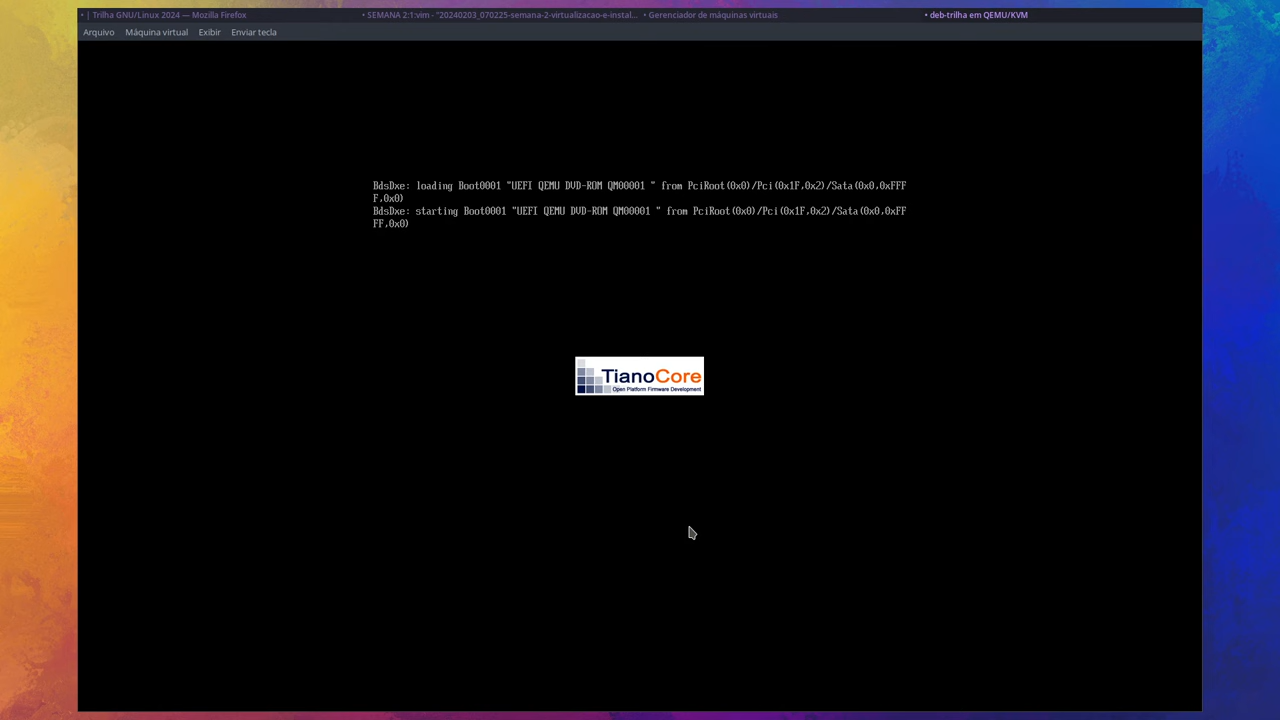 • | Trilha GNU/Linux 2024 — Mozilla Firefox
• SEMANA 2:1:vim - "20240203_070225-semana-2-virtualizacao-e-instal...
• Gerenciador de máquinas virtuais
• deb-trilha em QEMU/KVM
Arquivo Máquina virtual Exibir Enviar tecla
BdsDxe: loading Boot0001 "UEFI QEMU DVD-ROM QM00001 " from PciRoot(0x0)/Pci(0x1F,0x2)/Sata(0x0,0xFFF
F,0x0)
BdsDxe: starting Boot0001 "UEFI QEMU DVD-ROM QM00001 " from PciRoot(0x0)/Pci(0x1F,0x2)/Sata(0x0,0xFF
FF,0x0)
TianoCore
Open Platform Firmware Development